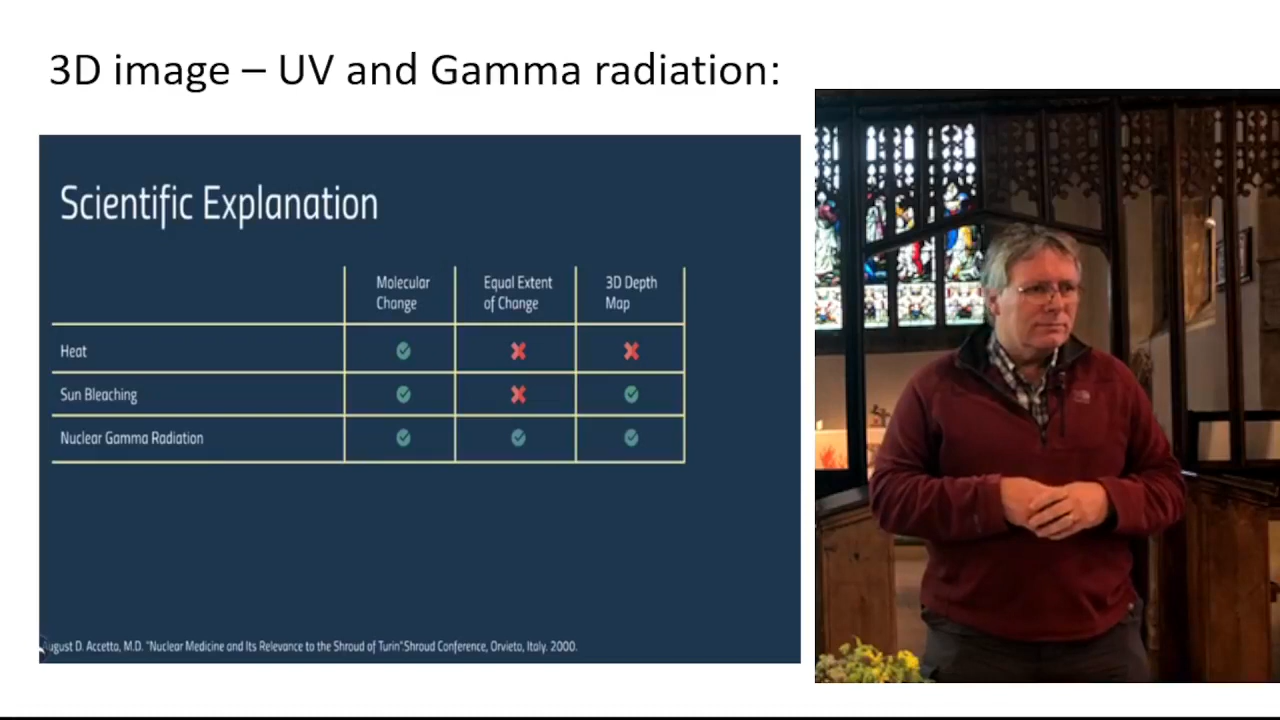 3D image – UV and Gamma radiation:
Scientific Explanation
Molecular
Change
Equal Extent
of Change
3D Depth
Map
Heat
Sun Bleaching
Nuclear Gamma Radiation
ugust D. Accetta, M.D. "Nuclear Medicine and Its Relevance to the Shroud of Turin".Shroud Conference, Orvieto, Italy. 2000.